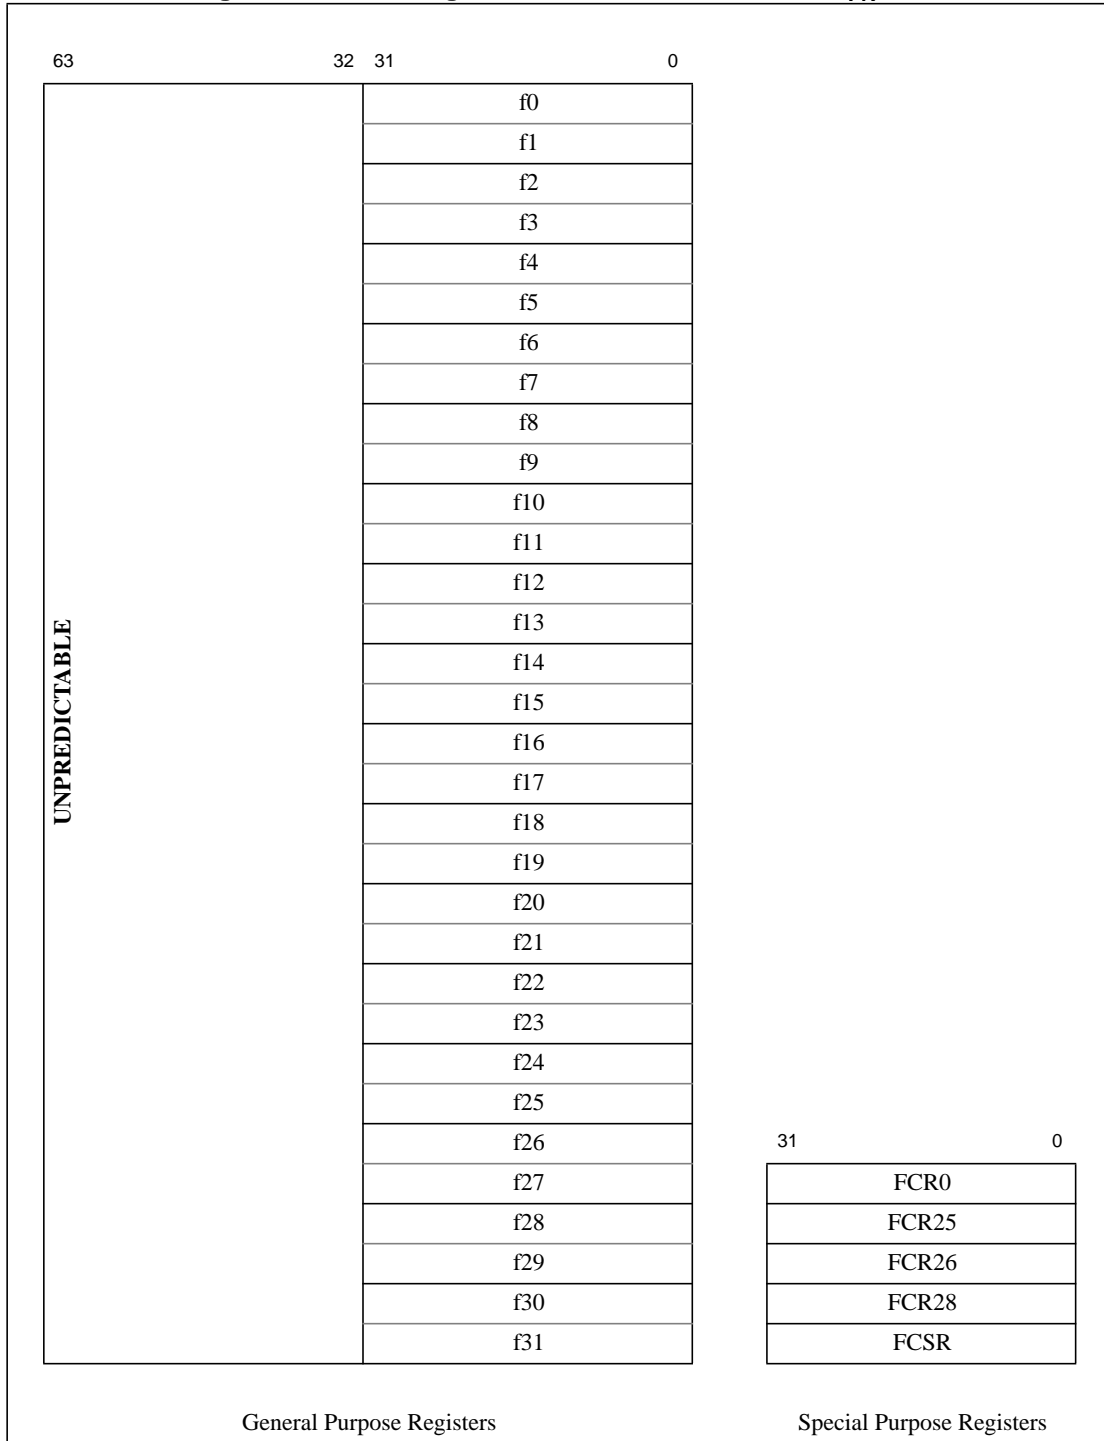 63 32 31 0
f0
f1
f2
f3
f4
f5
f6
f7
f8
f9
f10
f11
f12
f13
f14
f15
f16
f17
f18
f19
f20
f21
f22
f23
f24
f25
f26
f27
f28
f29
f30
f31
UNPREDICTABLE
General Purpose Registers
31 0
FCR0
FCR25
FCR26
FCR28
FCSR
Special Purpose Registers